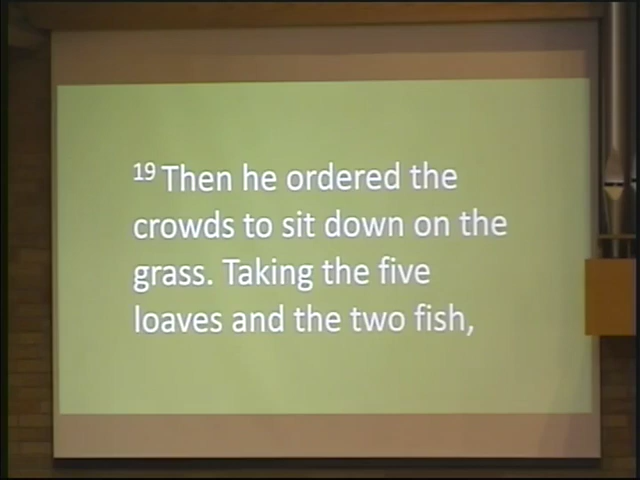 19 Then he ordered the
crowds to sit down on the
grass. Taking the five
loaves and the two fish,